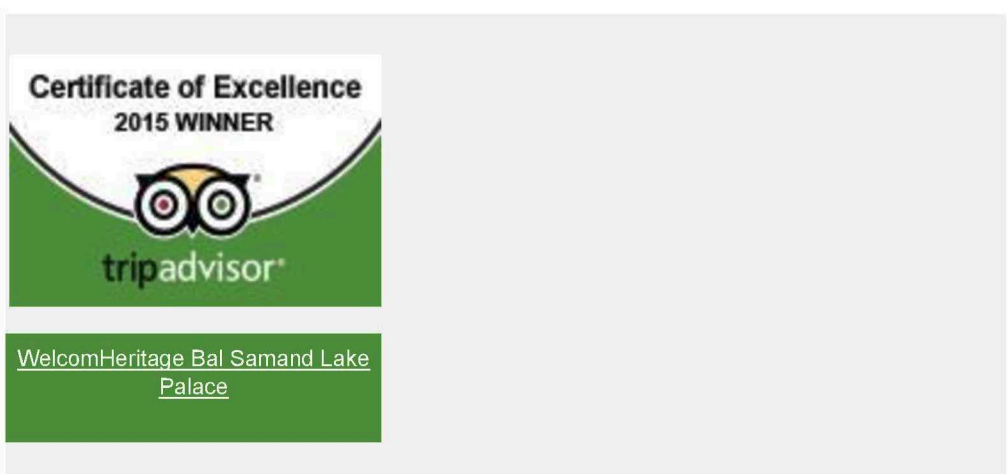 Certificate of Excellence
2015 WINNER
tripadvisor®
WelcomHeritage Bal Samand Lake
Palace